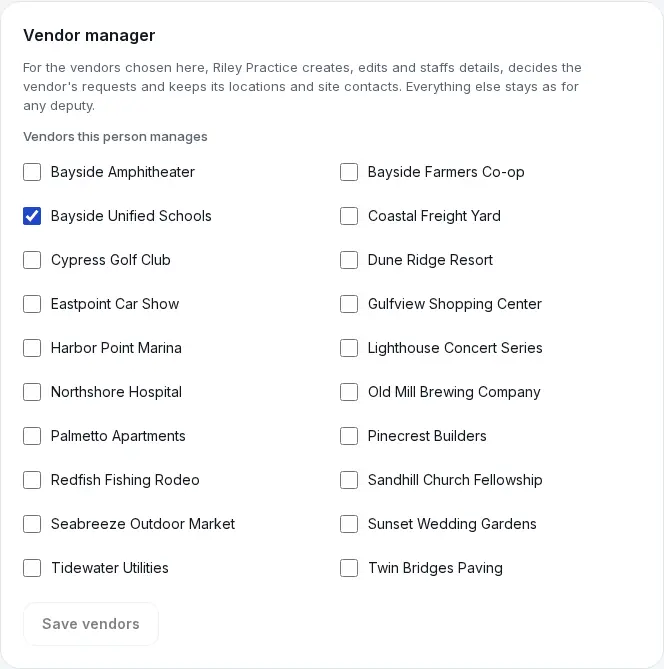 Vendor manager
For the vendors chosen here, Riley Practice creates, edits and staffs details, decides the
vendor's requests and keeps its locations and site contacts. Everything else stays as for
any deputy.
Vendors this person manages
Bayside Amphitheater
Bayside Farmers Co-op
Bayside Unified Schools
Coastal Freight Yard
Cypress Golf Club
Dune Ridge Resort
Eastpoint Car Show
Gulfview Shopping Center
Harbor Point Marina
Lighthouse Concert Series
Northshore Hospital
Old Mill Brewing Company
Palmetto Apartments
Pinecrest Builders
Redfish Fishing Rodeo
Sandhill Church Fellowship
Seabreeze Outdoor Market
Sunset Wedding Gardens
Tidewater Utilities
Twin Bridges Paving
Save vendors